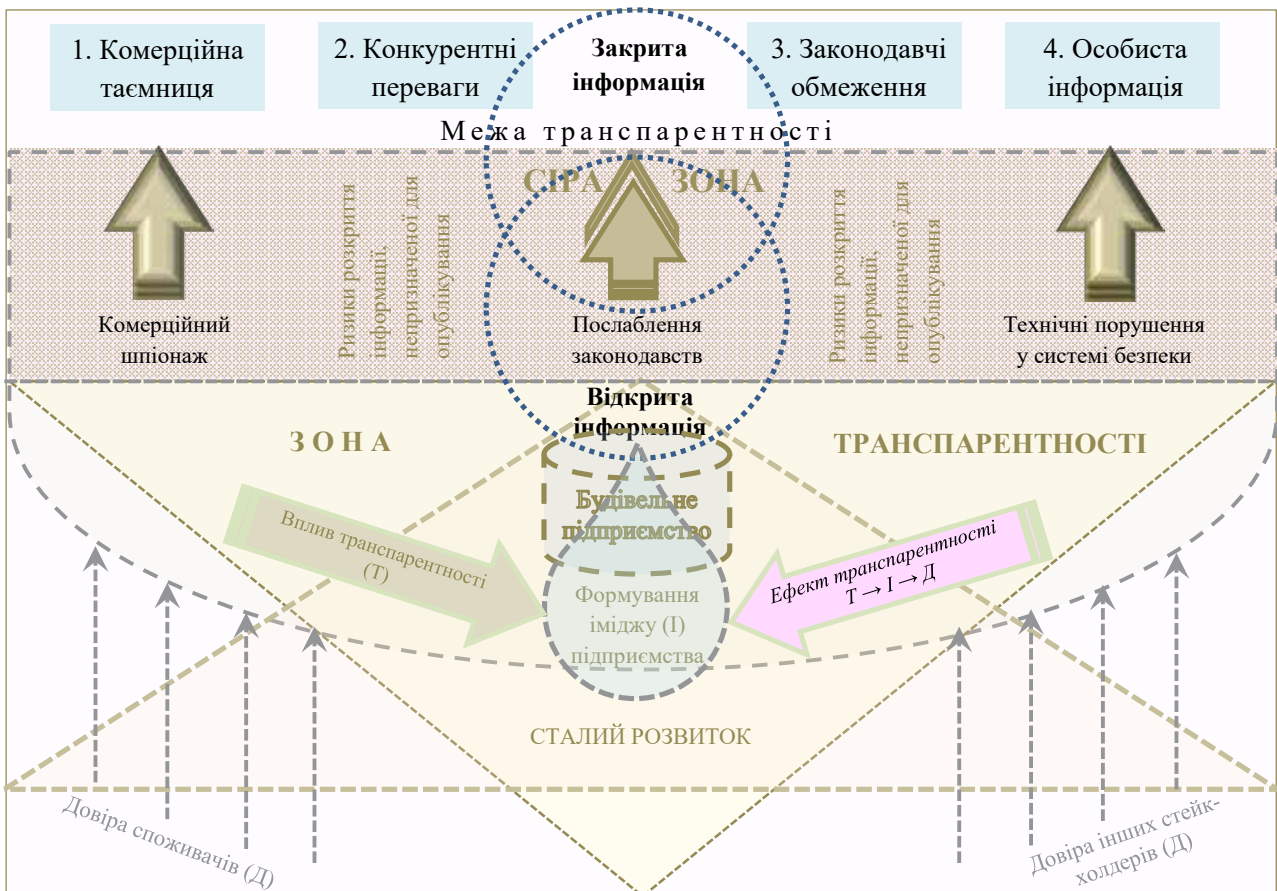 1. Комерційна
таємниця
2. Конкурентні
переваги
Закрита
інформація
3. Законодавчі
обмеження
4. Особиста
інформація
Межа транспарентності
СІРА ЗОНА
Ризики розкриття
інформації,
непризначеної для
опублікування
Ризики розкриття
інформації,
непризначеної для
опублікування
Комерційний
шпіонаж
Послаблення
законодавств
Технічні порушення
у системі безпеки
Відкрита
інформація
ЗОНА
ТРАНСПАРЕНТНОСТІ
Будівельне
підприємство
Вплив транспарентності
(Т)
Ефект транспарентності
Т → І → Д
Формування
іміджу (І)
підприємства
СТАЛИЙ РОЗВИТОК
Довіра споживачів (Д)
Довіра інших стейк-
холдерів (Д)